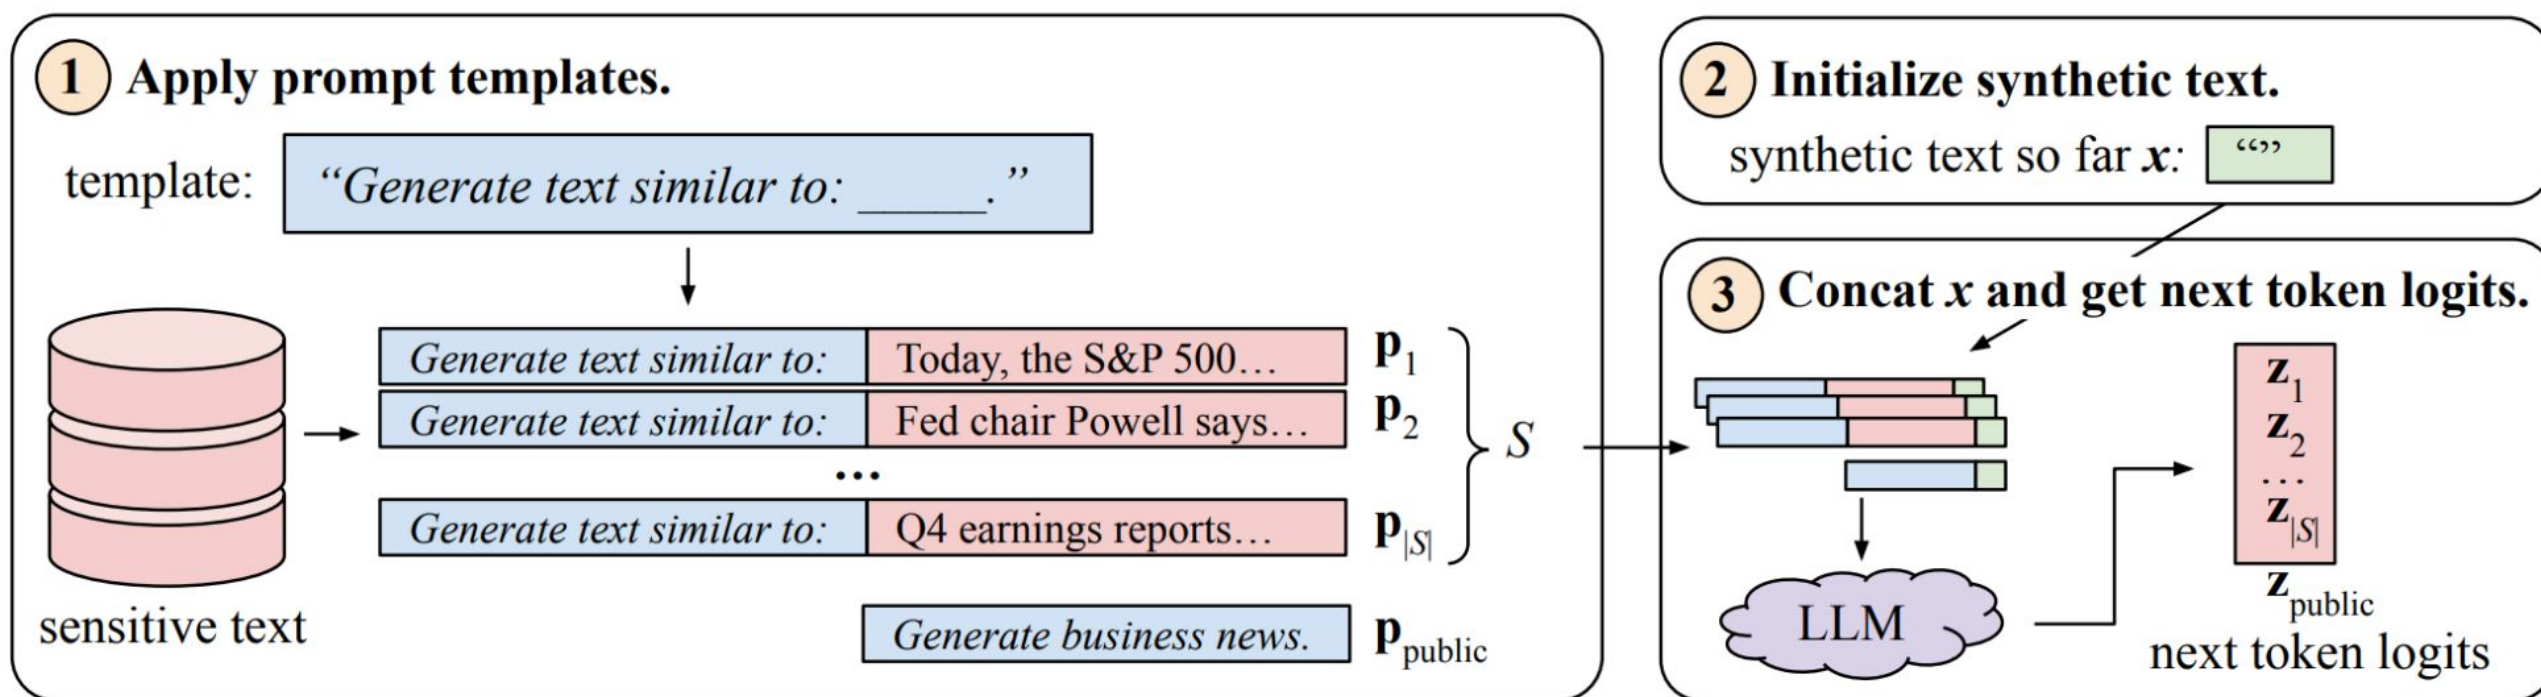 1 Apply prompt templates.
template: “Generate text similar to: _____.”
Generate text similar to: Today, the S&P 500… p1
Generate text similar to: Fed chair Powell says… p2
…
Generate text similar to: Q4 earnings reports… p|S|
S
sensitive text
Generate business news. ppublic
2 Initialize synthetic text.
synthetic text so far x: “”
3 Concat x and get next token logits.
LLM
z1
z2
…
z|S|
zpublic
next token logits